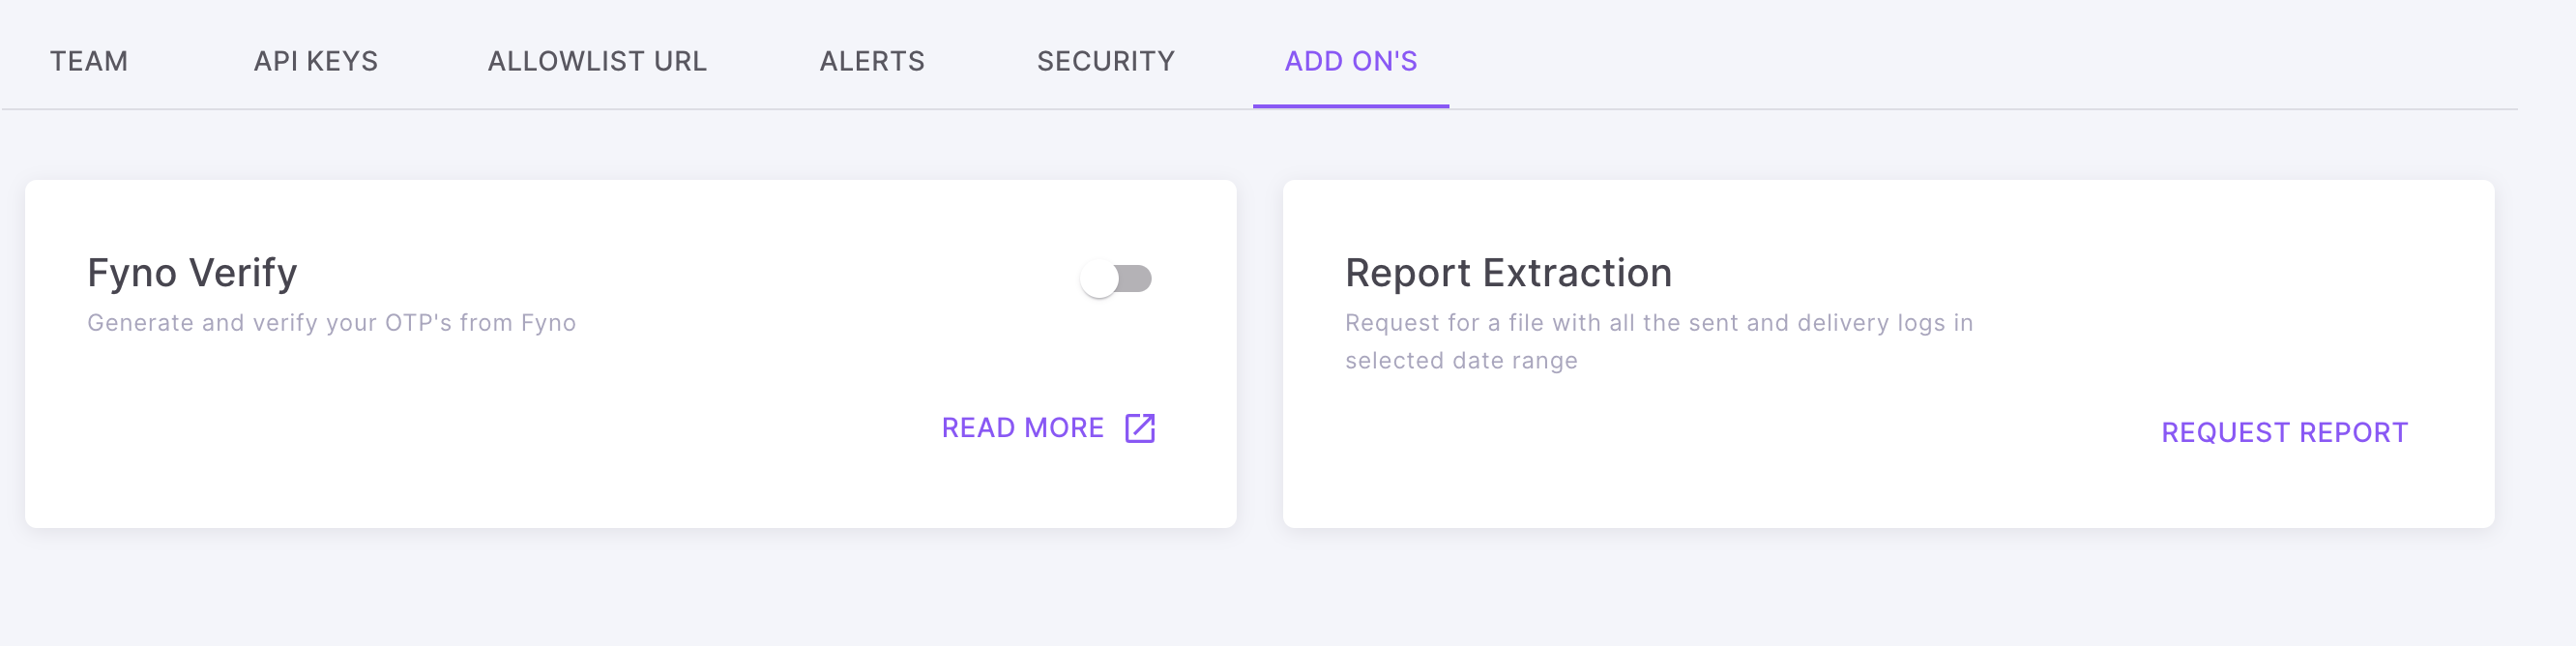 TEAM API KEYS ALLOWLIST URL ALERTS SECURITY ADD ON'S
Fyno Verify
Generate and verify your OTP's from Fyno
READ MORE
Report Extraction
Request for a file with all the sent and delivery logs in
selected date range
REQUEST REPORT